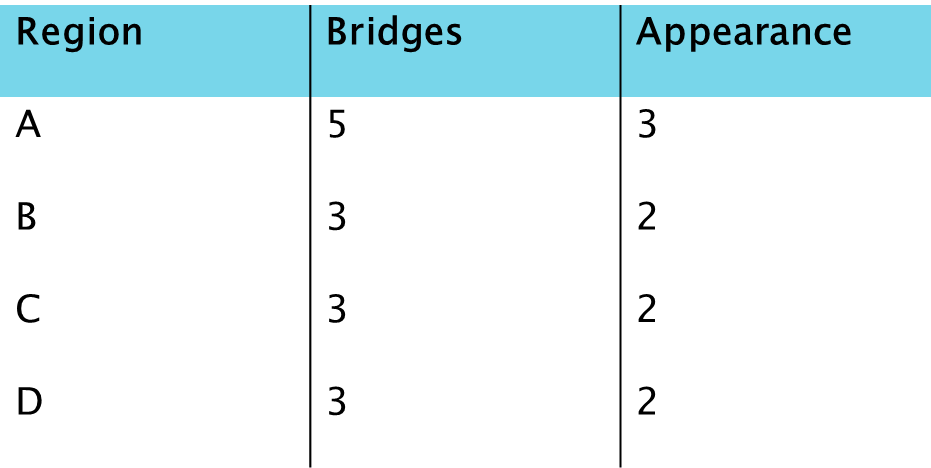 Region Bridges Appearance
A 5 3
B 3 2
C 3 2
D 3 2